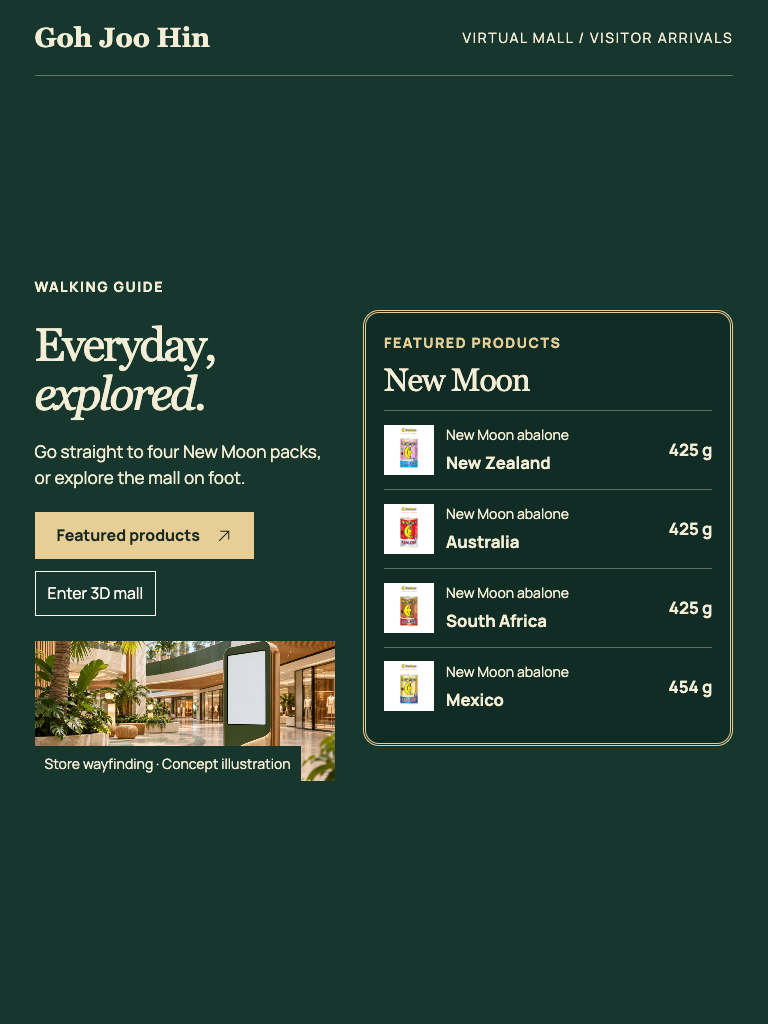 Goh Joo Hin
VIRTUAL MALL / VISITOR ARRIVALS
WALKING GUIDE
Everyday,
explored.
Go straight to four New Moon packs,
or explore the mall on foot.
Featured products
Enter 3D mall
Store wayfinding · Concept illustration
FEATURED PRODUCTS
New Moon
New Moon abalone
New Zealand
425 g
New Moon abalone
Australia
425 g
New Moon abalone
South Africa
425 g
New Moon abalone
Mexico
454 g